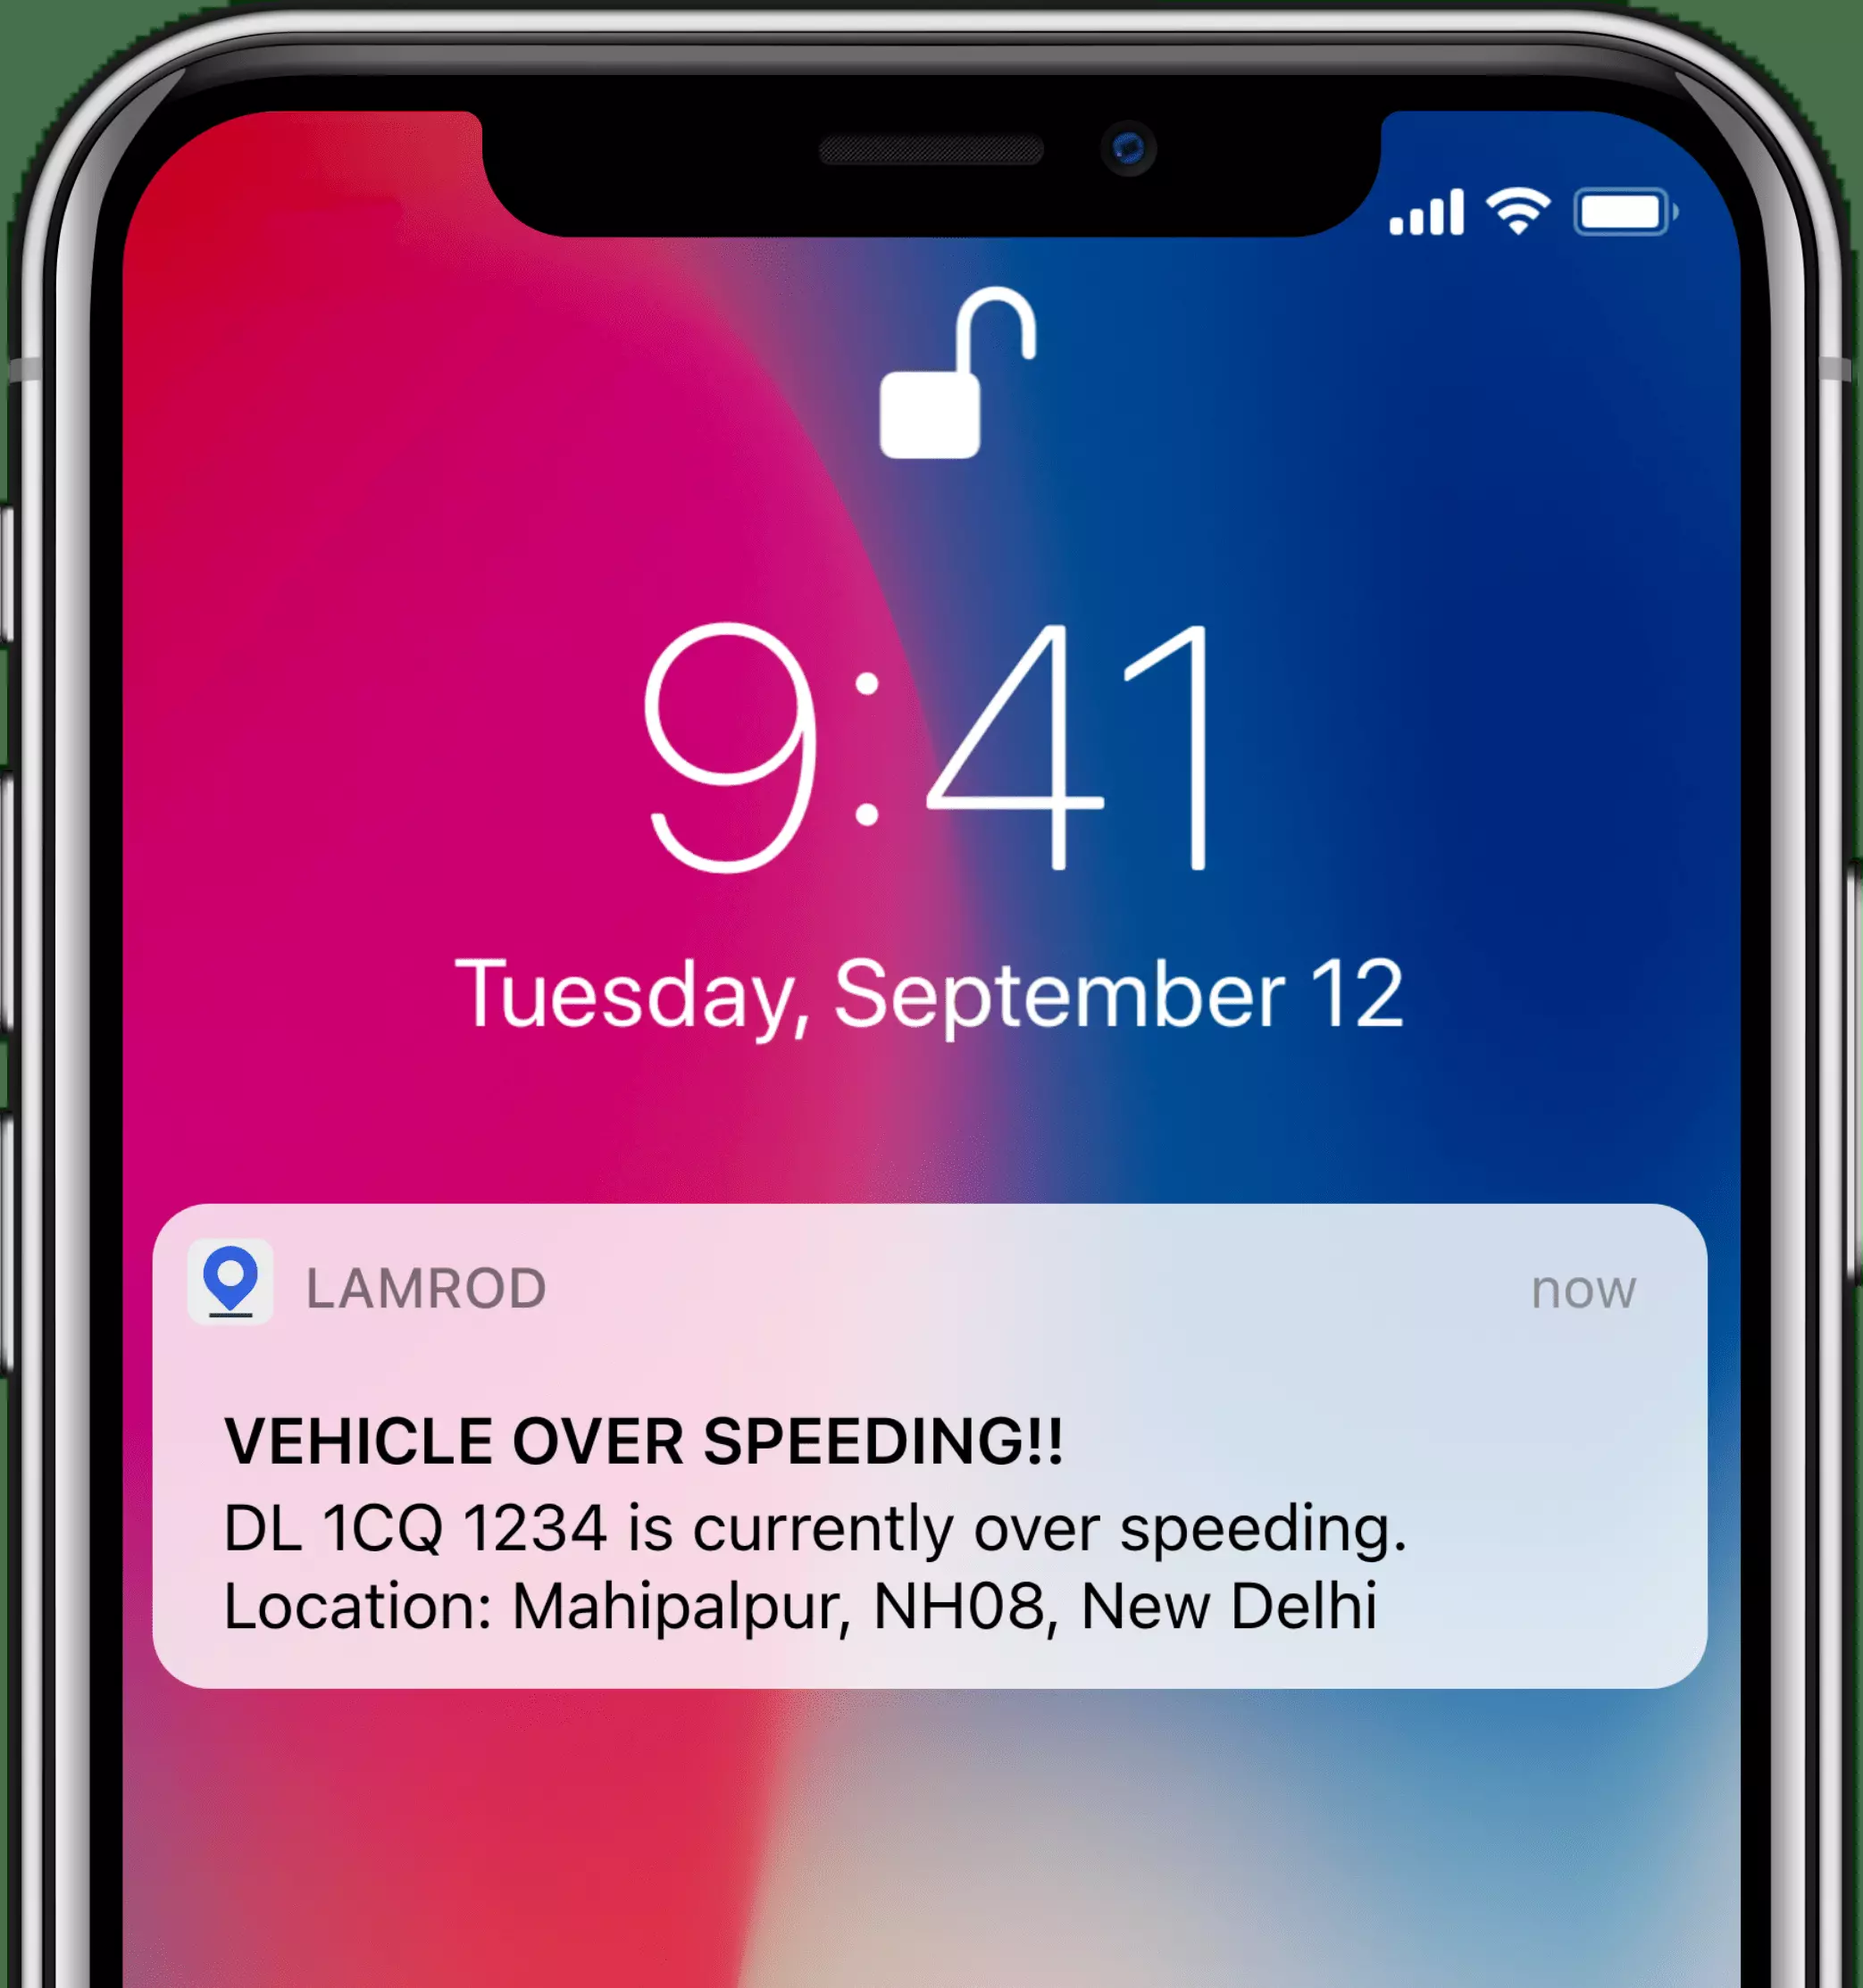 9:41
Tuesday, September 12
LAMROD
now
VEHICLE OVER SPEEDING!!
DL 1CQ 1234 is currently over speeding.
Location: Mahipalpur, NH08, New Delhi